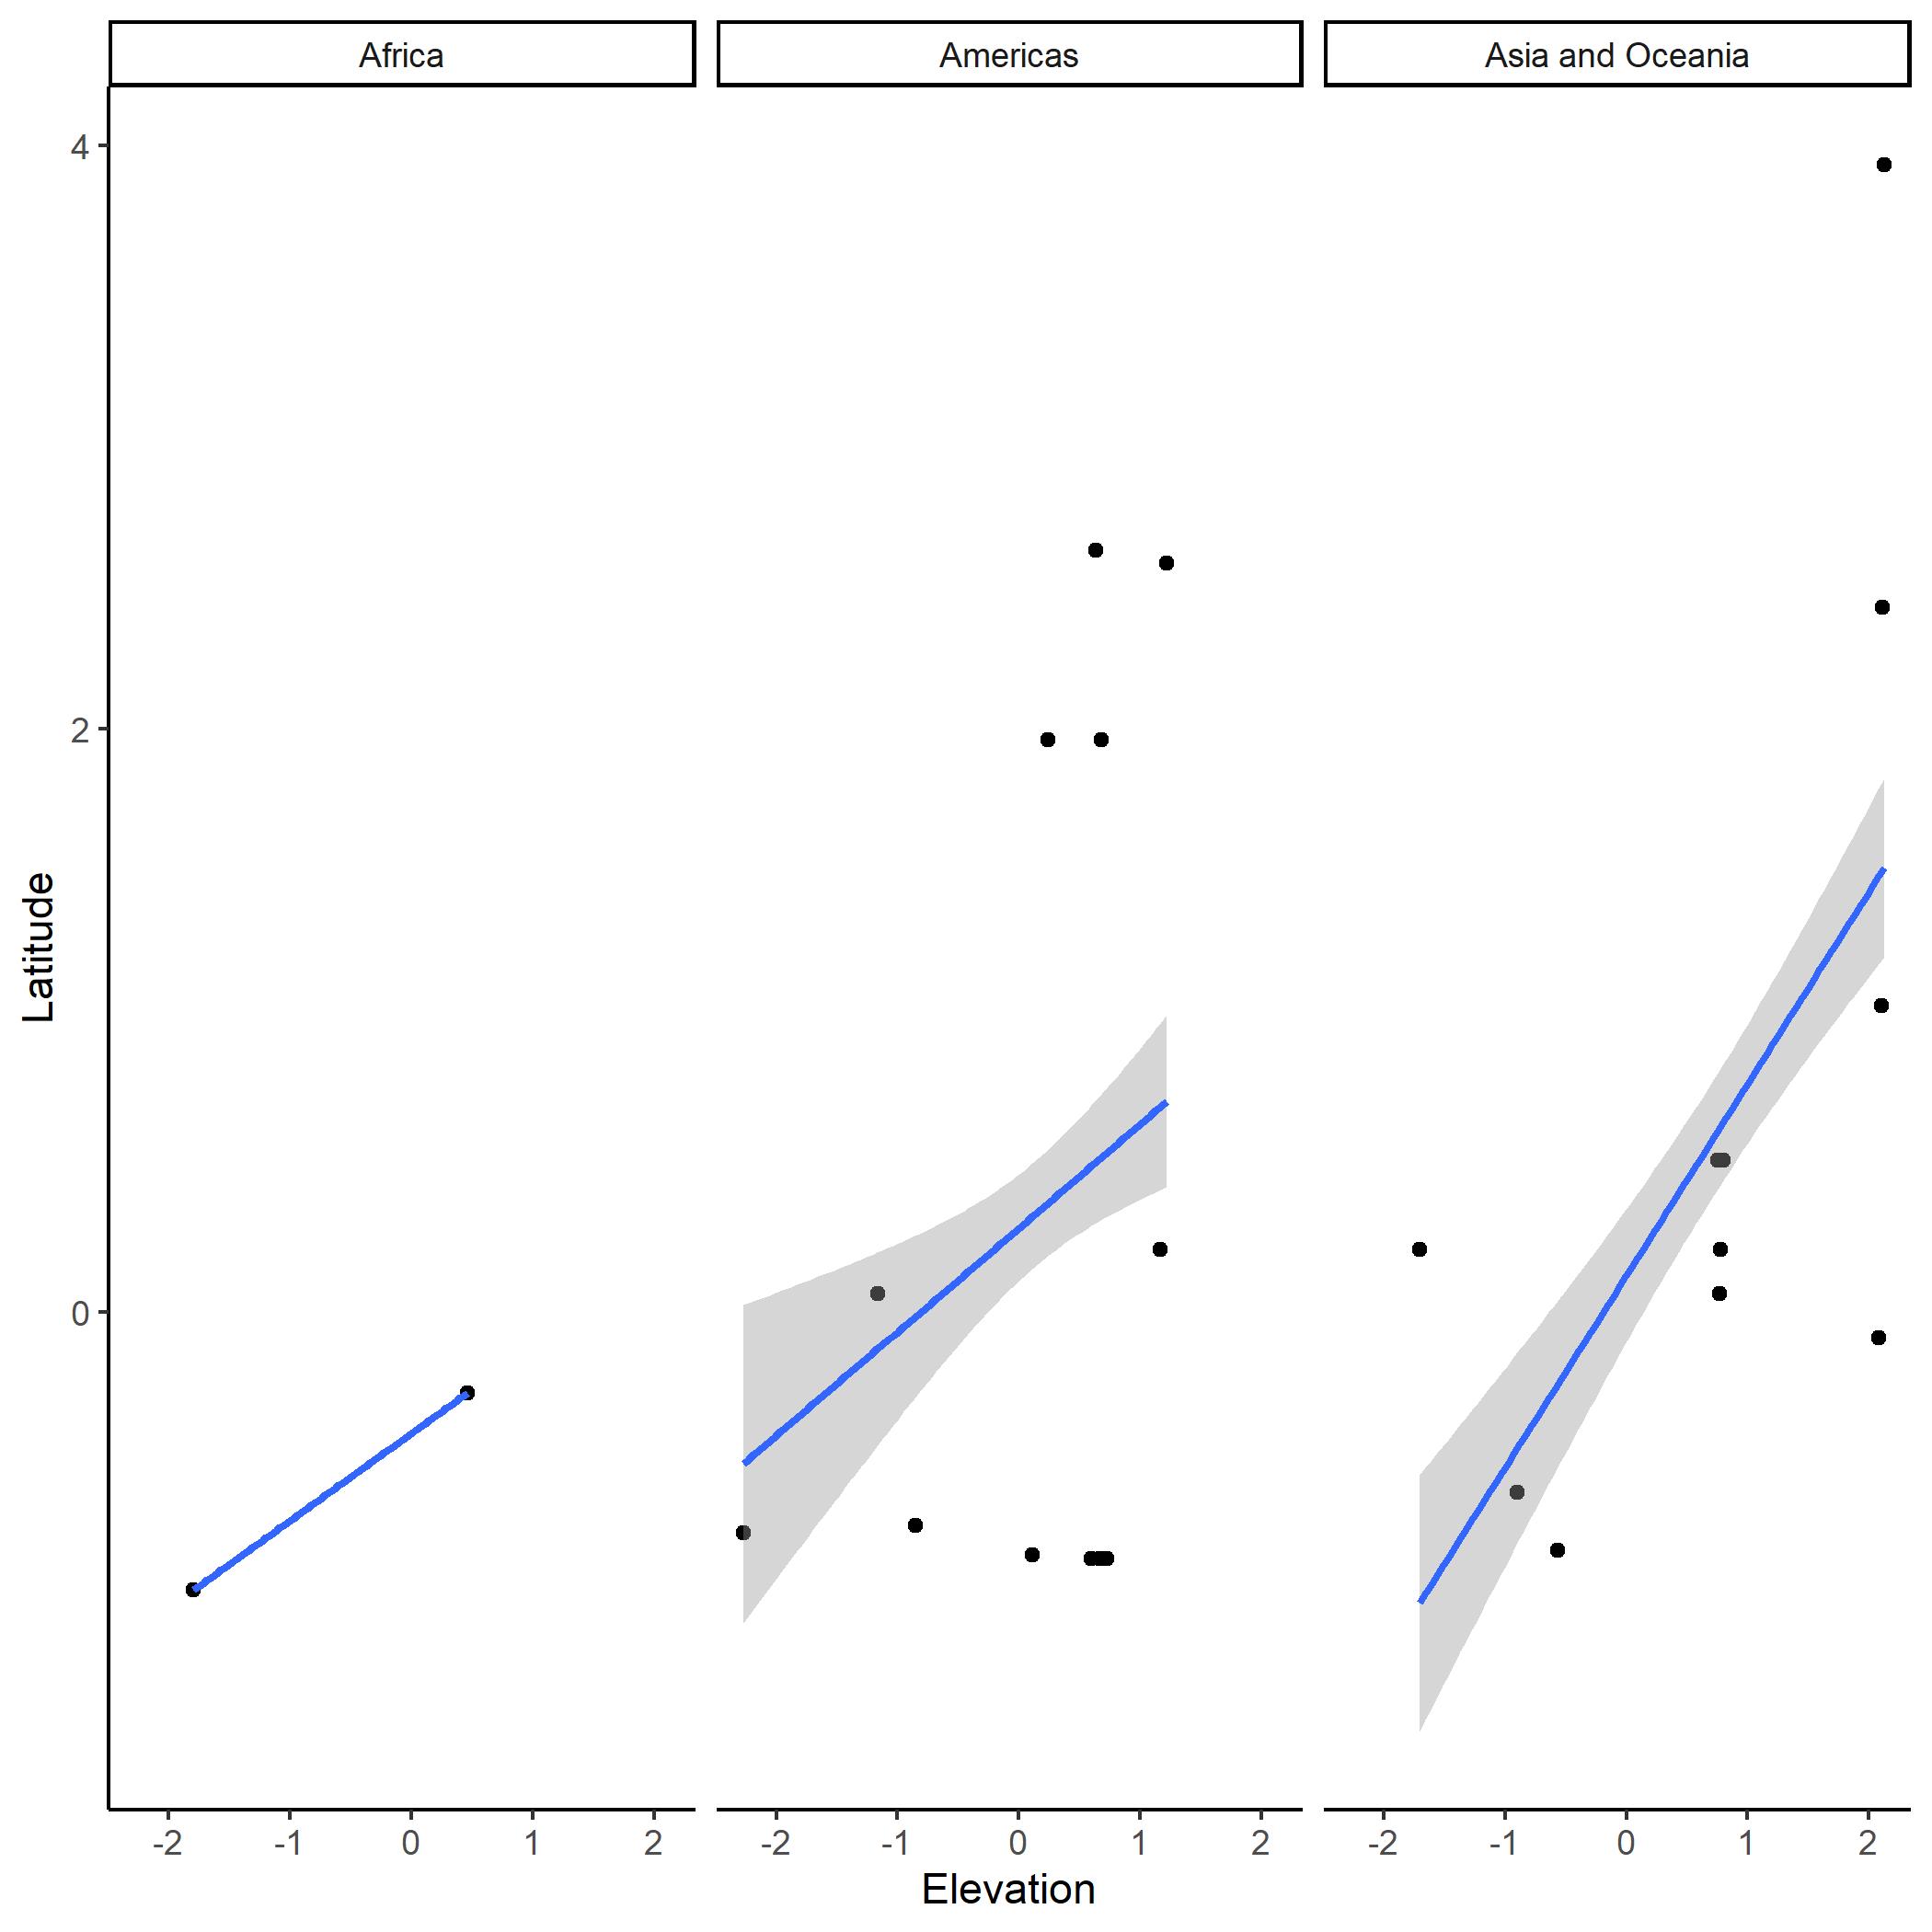 Africa Americas Asia and Oceania
4
2
0
Latitude
-2 -1 0 1 2 -2 -1 0 1 2 -2 -1 0 1 2
Elevation